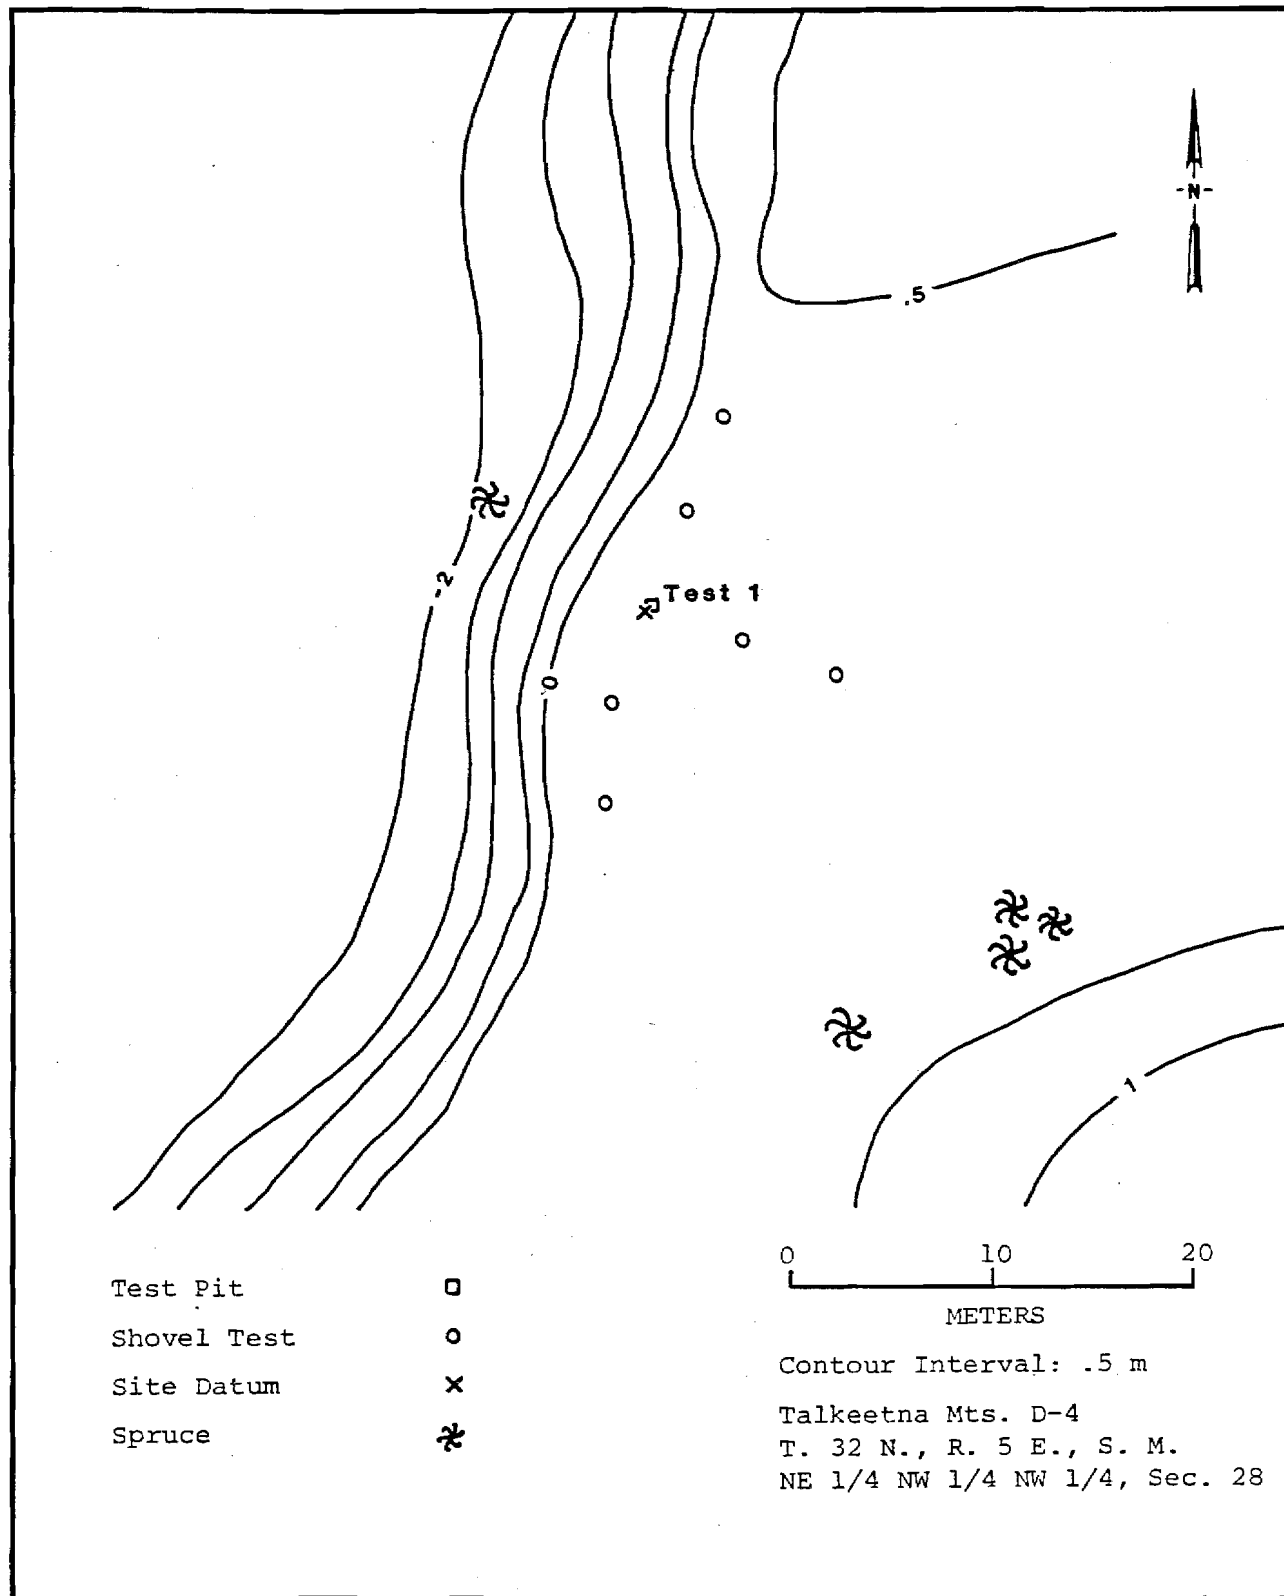 -N-
.5
-2
Test 1
0
1
0 10 20
METERS
Test Pit
Shovel Test
Site Datum
Spruce
Contour Interval: .5 m
Talkeetna Mts. D-4
T. 32 N., R. 5 E., S. M.
NE 1/4 NW 1/4 NW 1/4, Sec. 28